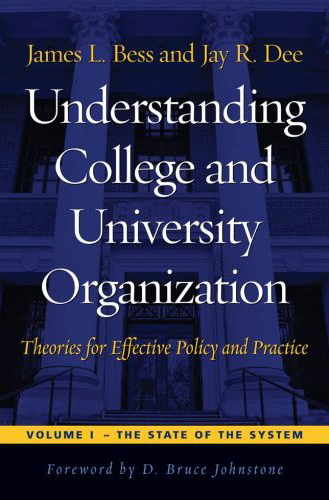 James L. Bess and Jay R. Dee
Understanding
College and
University
Organization
Theories for Effective Policy and Practice
VOLUME I – THE STATE OF THE SYSTEM
Foreword by D. Bruce Johnstone